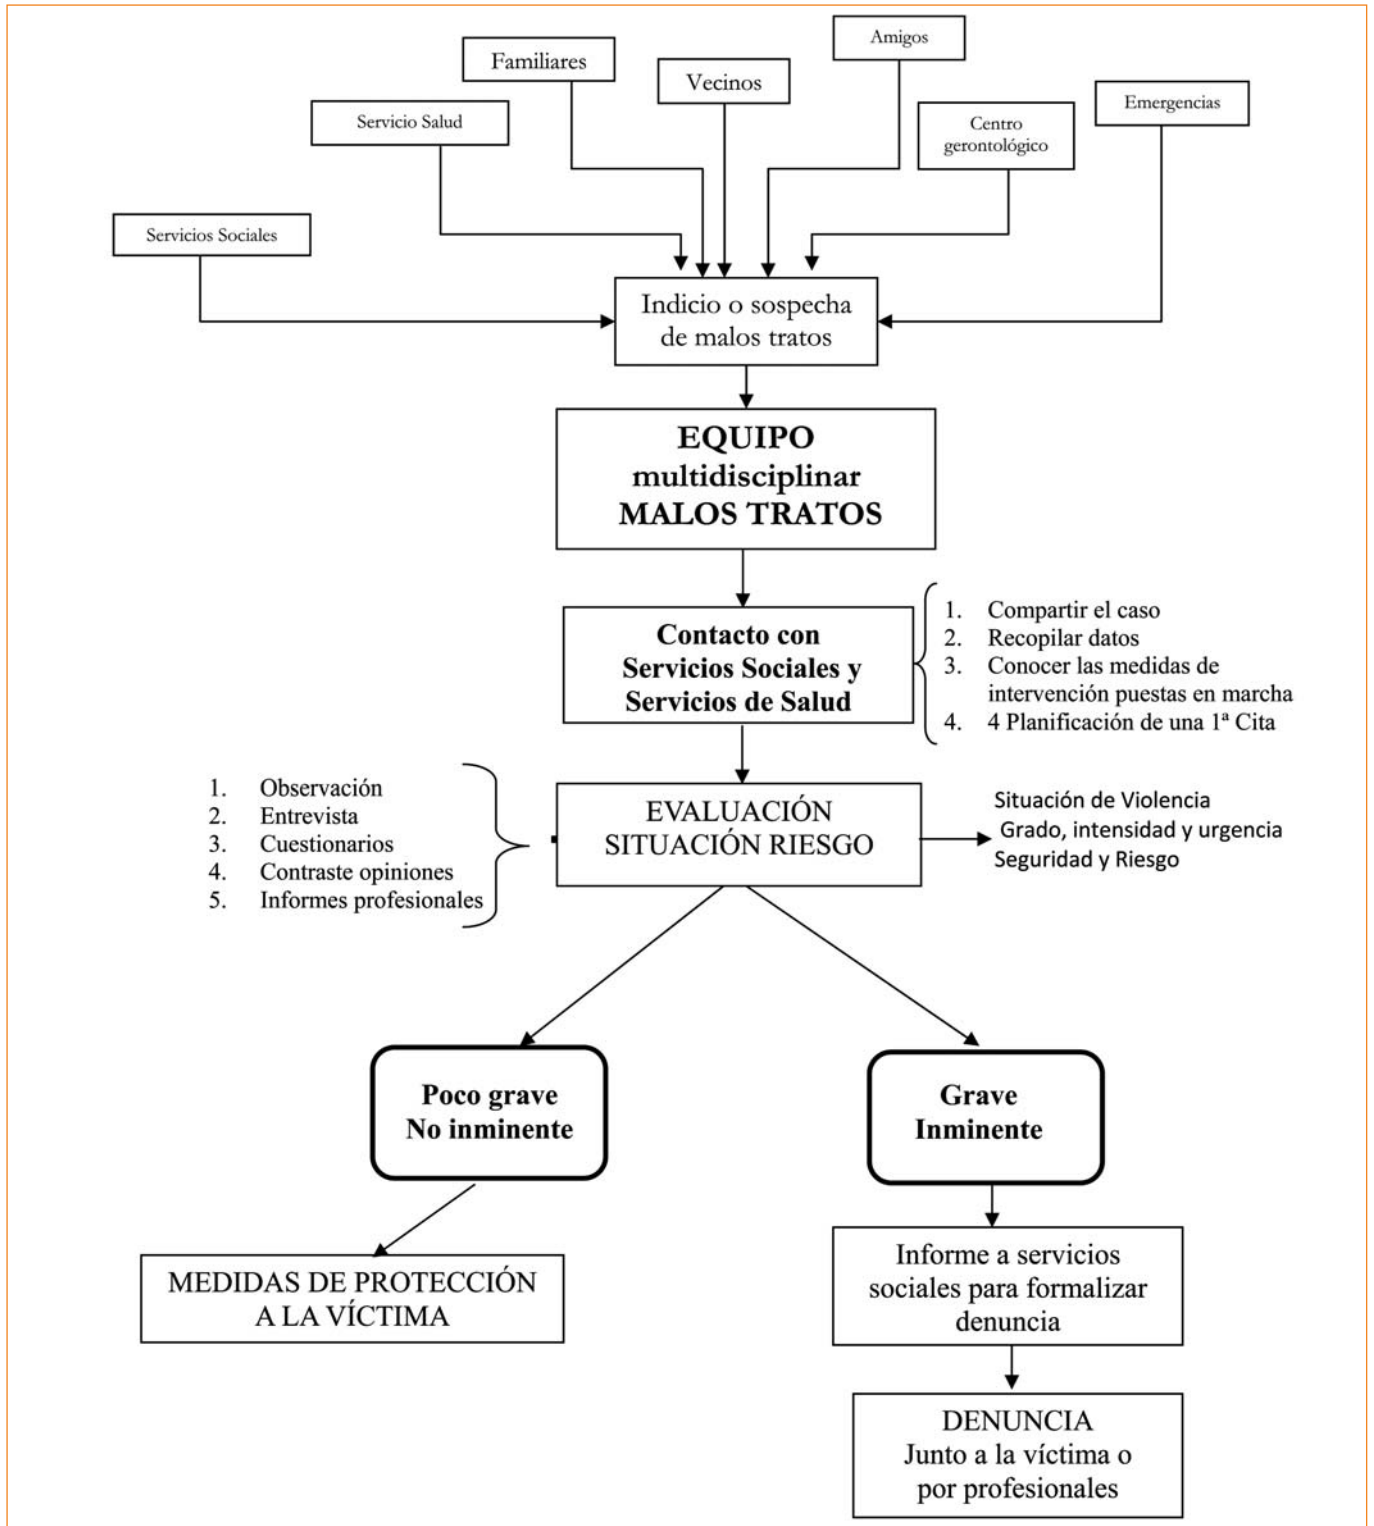 Amigos
Familiares
Vecinos
Emergencias
Servicio Salud
Centro
gerontológico
Servicios Sociales
Indicio o sospecha
de malos tratos
EQUIPO
multidisciplinar
MALOS TRATOS
Contacto con
Servicios Sociales y
Servicios de Salud
1. Compartir el caso
2. Recopilar datos
3. Conocer las medidas de
intervención puestas en marcha
4. 4 Planificación de una 1ª Cita
1. Observación
2. Entrevista
3. Cuestionarios
4. Contraste opiniones
5. Informes profesionales
EVALUACIÓN
SITUACIÓN RIESGO
Situación de Violencia
Grado, intensidad y urgencia
Seguridad y Riesgo
Poco grave
No inminente
Grave
Inminente
MEDIDAS DE PROTECCIÓN
A LA VÍCTIMA
Informe a servicios
sociales para formalizar
denuncia
DENUNCIA
Junto a la víctima o
por profesionales